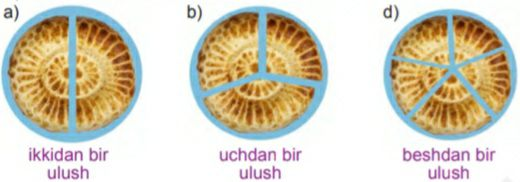 a)
b)
d)
ikkidan bir
ulush
uchdan bir
ulush
beshdan bir
ulush